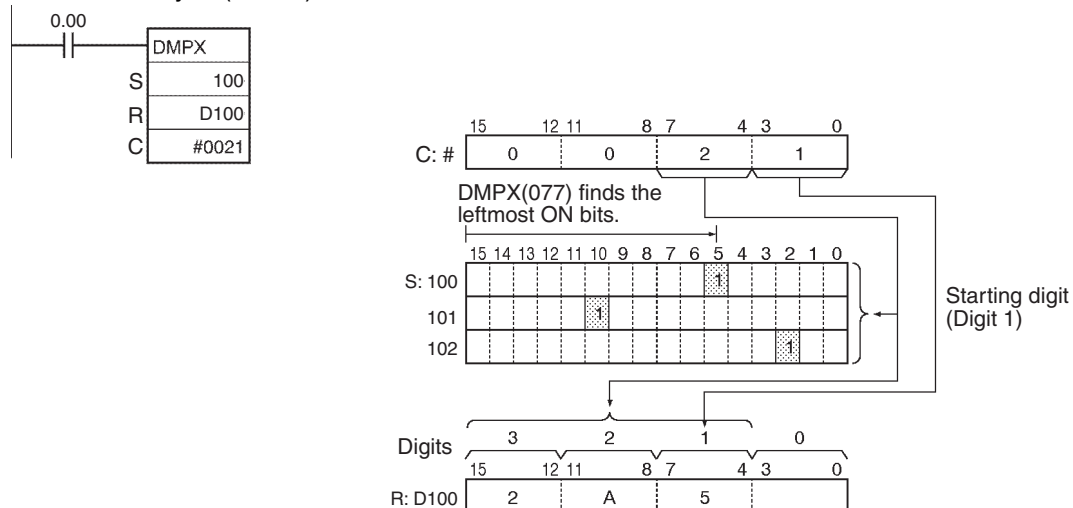 0.00
DMPX
S 100
R D100
C #0021
15 12 11 8 7 4 3 0
C: # 0 0 2 1
DMPX(077) finds the
leftmost ON bits.
15 14 13 12 11 10 9 8 7 6 5 4 3 2 1 0
S: 100 1
101 1
102 1
Starting digit
(Digit 1)
Digits 3 2 1 0
15 12 11 8 7 4 3 0
R: D100 2 A 5